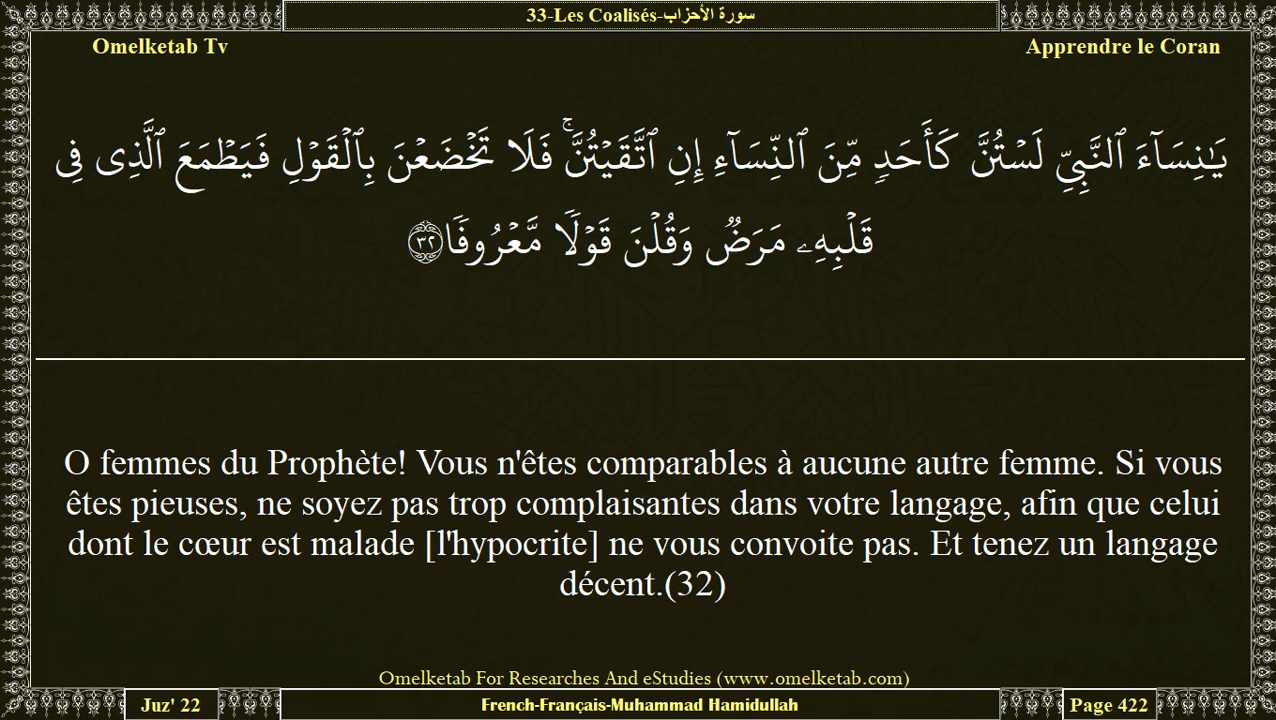 33-Les Coalisés-سورة الأحزاب
Omelketab Tv
Apprendre le Coran
يَـٰنِسَآءَ ٱلنَّبِىِّ لَسْتُنَّ كَأَحَدٍ مِّنَ ٱلنِّسَآءِ إِنِ ٱتَّقَيْتُنَّ ۚ فَلَا تَخْضَعْنَ بِٱلْقَوْلِ فَيَطْمَعَ ٱلَّذِى فِى
قَلْبِهِۦ مَرَضٌ وَقُلْنَ قَوْلًا مَّعْرُوفًا ٣٢
O femmes du Prophète! Vous n'êtes comparables à aucune autre femme. Si vous
êtes pieuses, ne soyez pas trop complaisantes dans votre langage, afin que celui
dont le cœur est malade [l'hypocrite] ne vous convoite pas. Et tenez un langage
décent.(32)
Omelketab For Researches And eStudies (www.omelketab.com)
Juz' 22
French-Français-Muhammad Hamidullah
Page 422